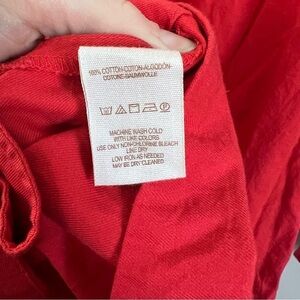 100% COTTON-COTON-ALGODÓN-
COTONE-BAUMWOLLE
MACHINE WASH COLD
WITH LIKE COLORS
USE ONLY NON-CHLORINE BLEACH
LINE DRY
LOW IRON AS NEEDED
MAY BE DRY CLEANED